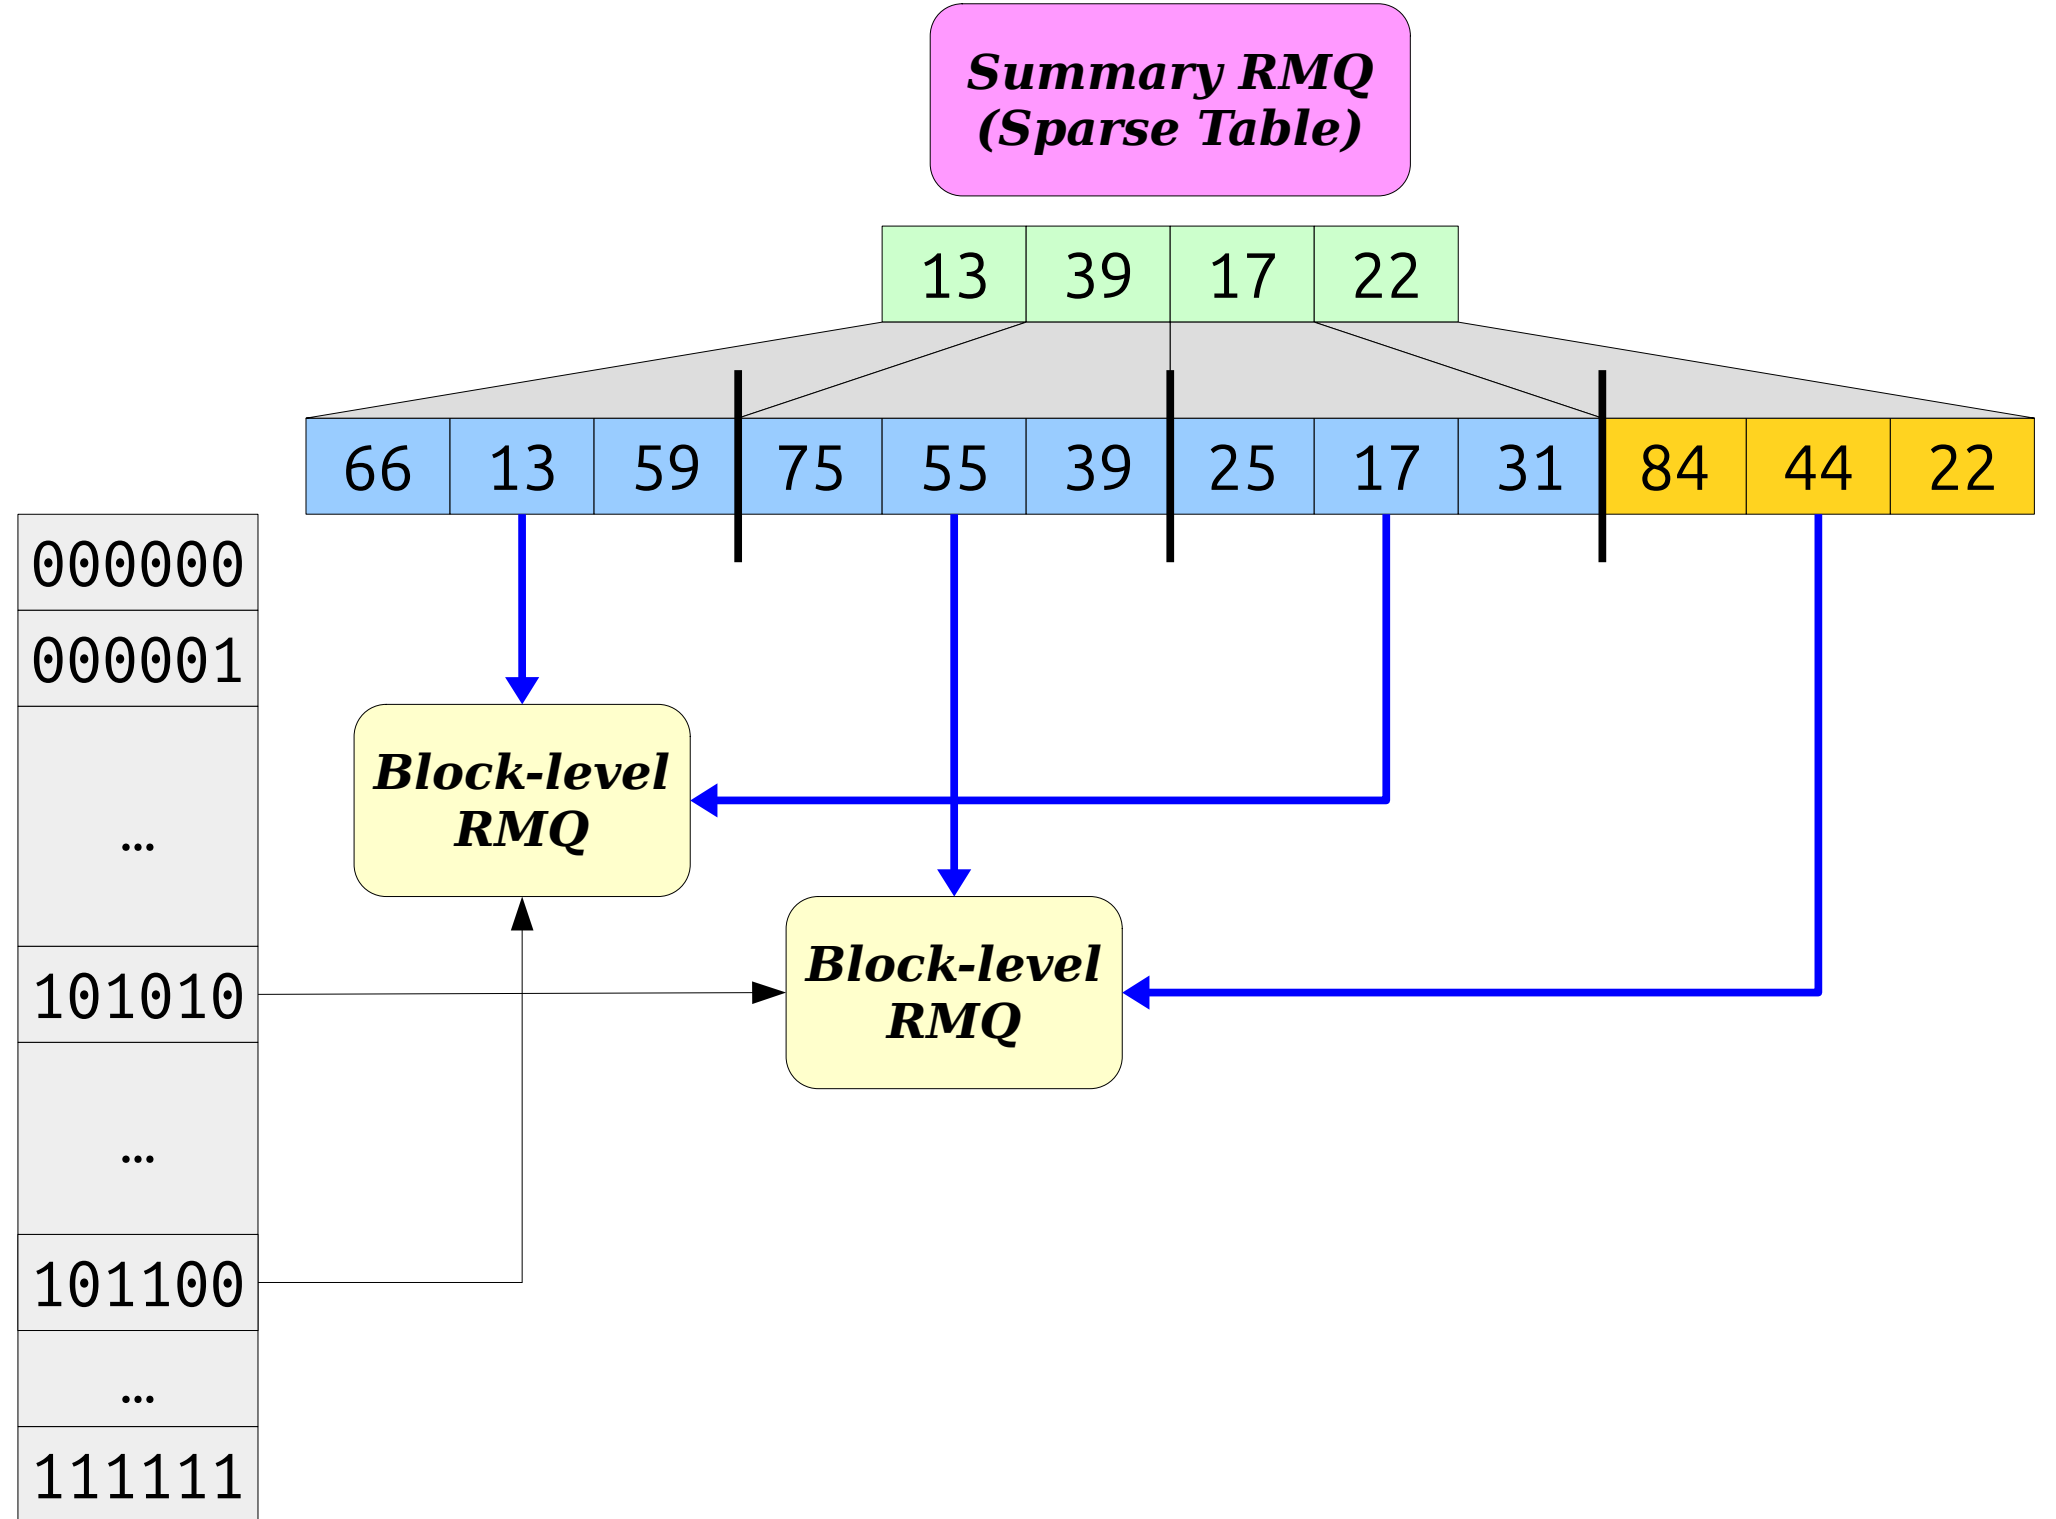 Summary RMQ
(Sparse Table)
13 39 17 22
66 13 59 75 55 39 25 17 31 84 44 22
000000
000001
…
Block-level
RMQ
101010
Block-level
RMQ
…
101100
…
111111